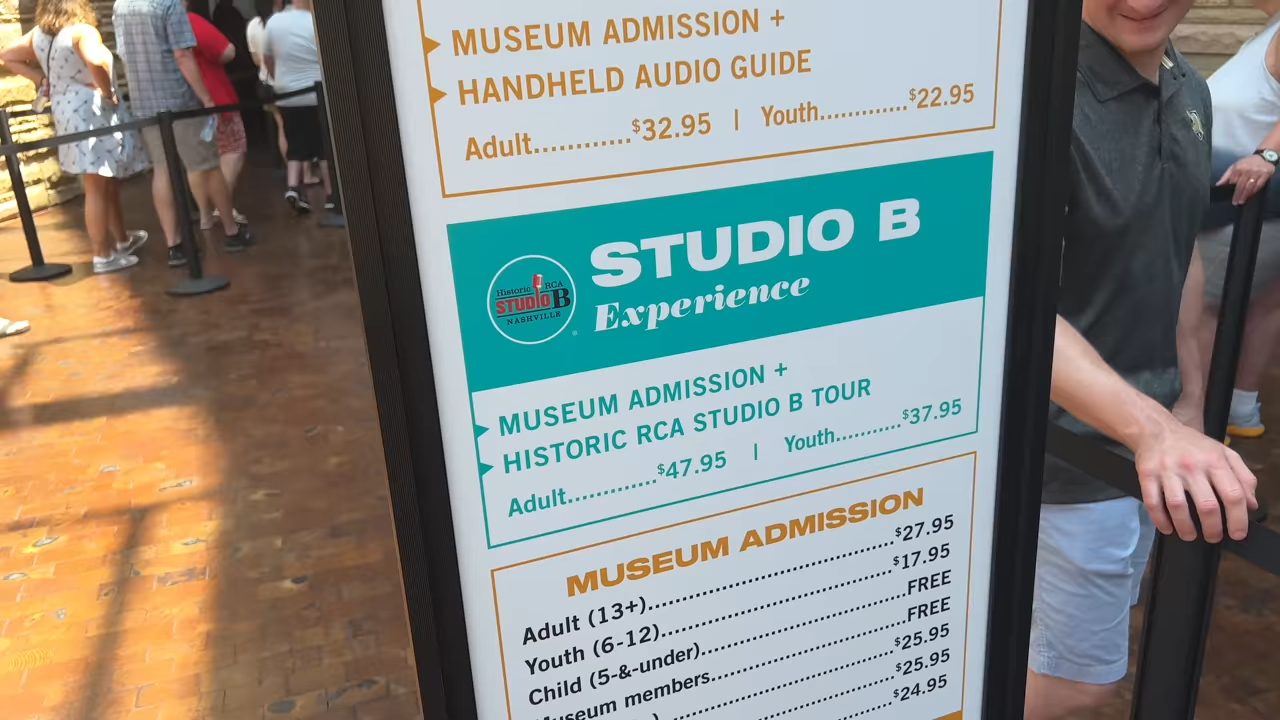 MUSEUM ADMISSION +
HANDHELD AUDIO GUIDE
Adult............$32.95 | Youth............$22.95
STUDIO B
Experience
Historic RCA
STUDIO B
NASHVILLE
MUSEUM ADMISSION +
HISTORIC RCA STUDIO B TOUR
Adult............$47.95 | Youth..........$37.95
MUSEUM ADMISSION
Adult (13+)..............................$27.95
Youth (6-12)............................$17.95
Child (5-&-under)........................FREE
Museum members........................FREE
$25.95
$25.95
$24.95